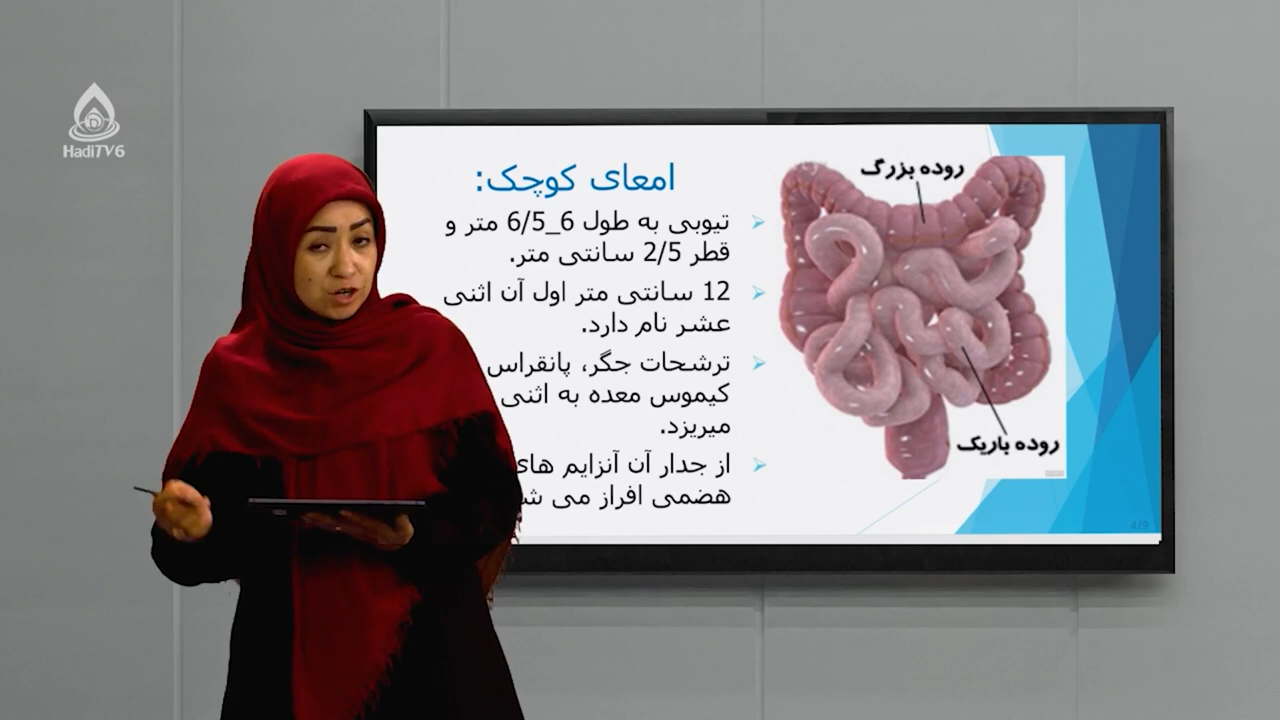 HadiTV6
امعای کوچک:
تیوبی به طول 6_6/5 متر و
قطر 2/5 سانتی متر.
12 سانتی متر اول آن اثنی
عشر نام دارد.
ترشحات جگر، پانقراس
کیموس معده به اثنی
میریزد.
از جدار آن آنزایم های
هضمی افراز می
روده بزرگ
روده باریک
4/9